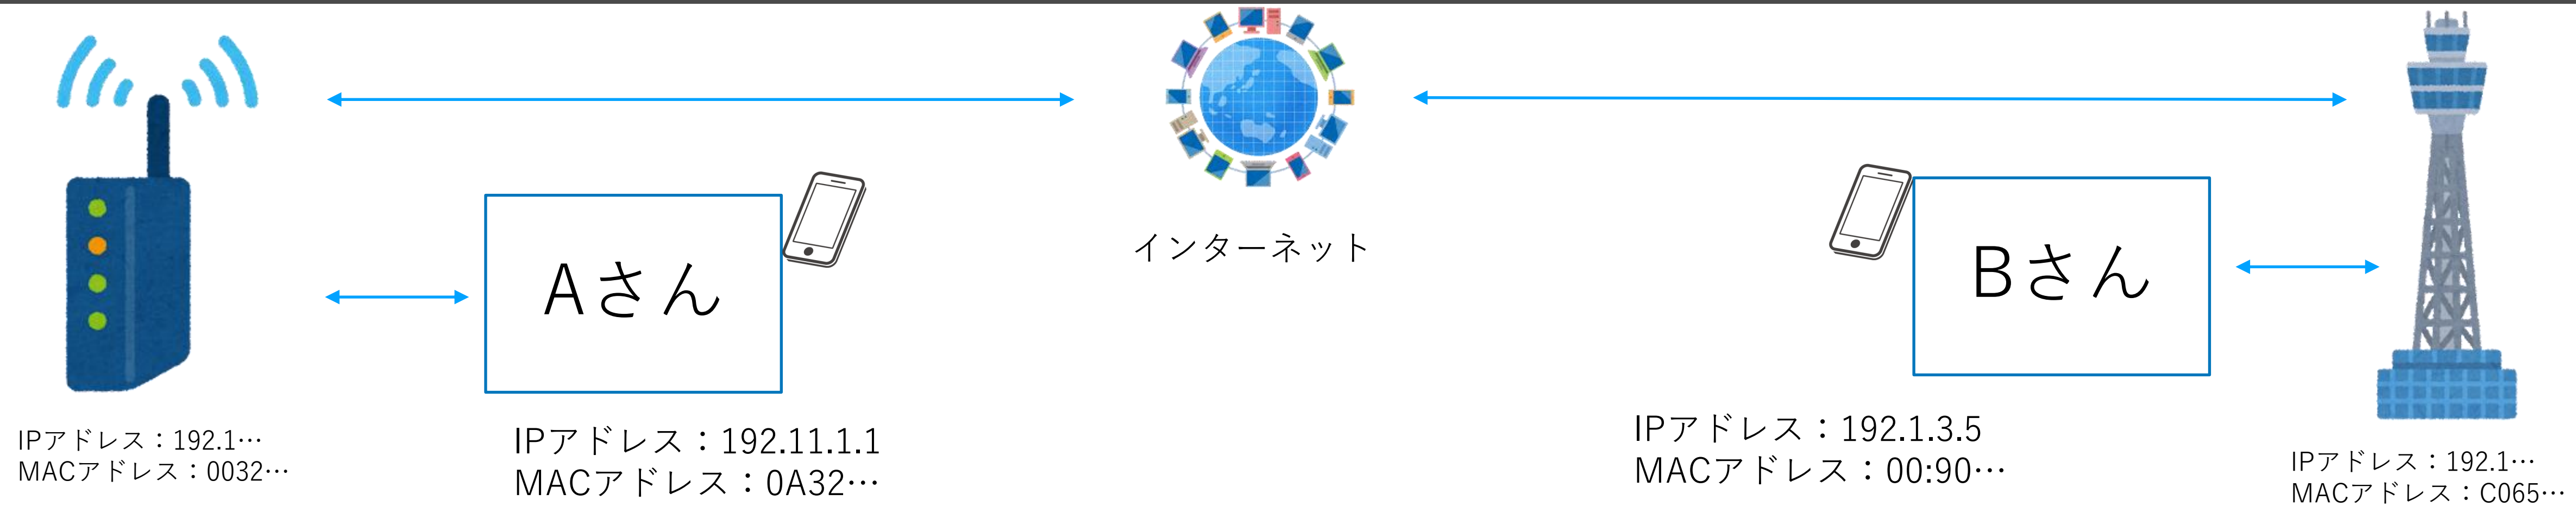 インターネット
Aさん
Bさん
IPアドレス：192.1…
MACアドレス：0032…
IPアドレス：192.11.1.1
MACアドレス：0A32…
IPアドレス：192.1.3.5
MACアドレス：00:90…
IPアドレス：192.1…
MACアドレス：C065…